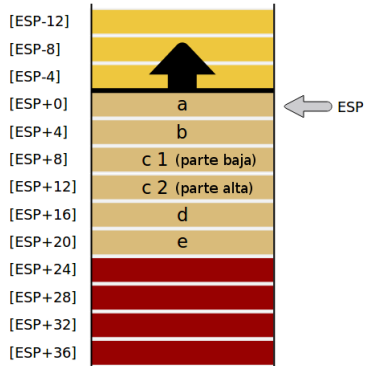 [ESP-12]
[ESP-8]
[ESP-4]
[ESP+0] a ESP
[ESP+4] b
[ESP+8] c 1 (parte baja)
[ESP+12] c 2 (parte alta)
[ESP+16] d
[ESP+20] e
[ESP+24]
[ESP+28]
[ESP+32]
[ESP+36]